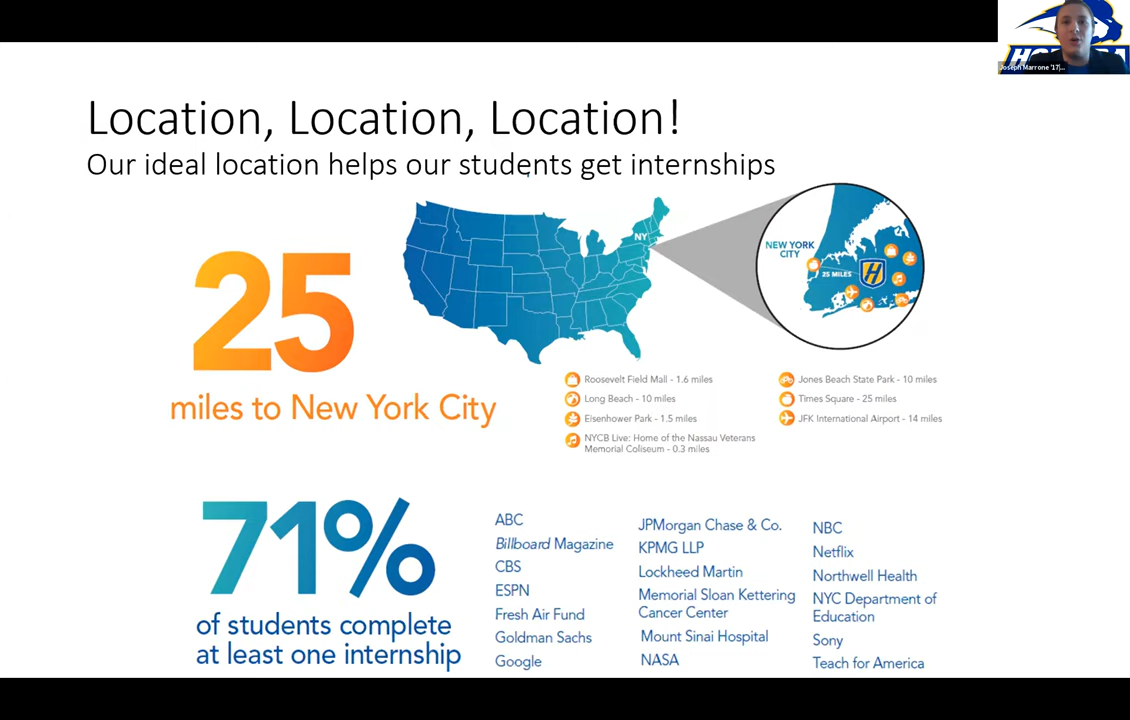 Joseph Marrone '17|...
Location, Location, Location!
Our ideal location helps our students get internships
25
miles to New York City
NY
NEW YORK
CITY
25 MILES
H
Roosevelt Field Mall - 1.6 miles
Long Beach - 10 miles
Eisenhower Park - 1.5 miles
NYCB Live: Home of the Nassau Veterans
Memorial Coliseum - 0.3 miles
Jones Beach State Park - 10 miles
Times Square - 25 miles
JFK International Airport - 14 miles
71%
of students complete
at least one internship
ABC
Billboard Magazine
CBS
ESPN
Fresh Air Fund
Goldman Sachs
Google
JPMorgan Chase & Co.
KPMG LLP
Lockheed Martin
Memorial Sloan Kettering
Cancer Center
Mount Sinai Hospital
NASA
NBC
Netflix
Northwell Health
NYC Department of
Education
Sony
Teach for America